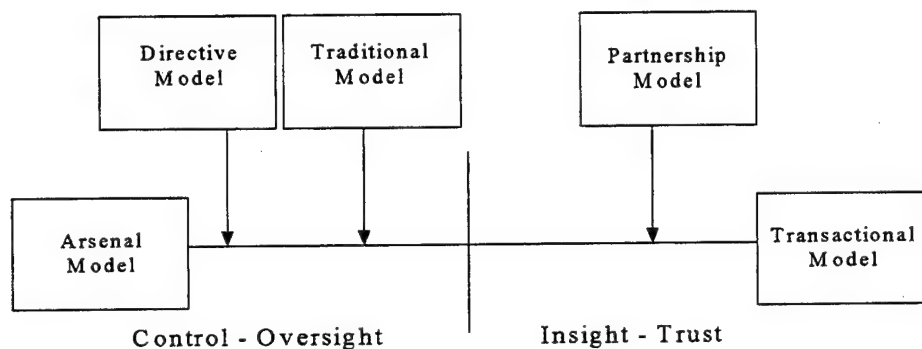 Directive
Model
Traditional
Model
Partnership
Model
Arsenal
Model
Transactional
Model
Control - Oversight
Insight - Trust